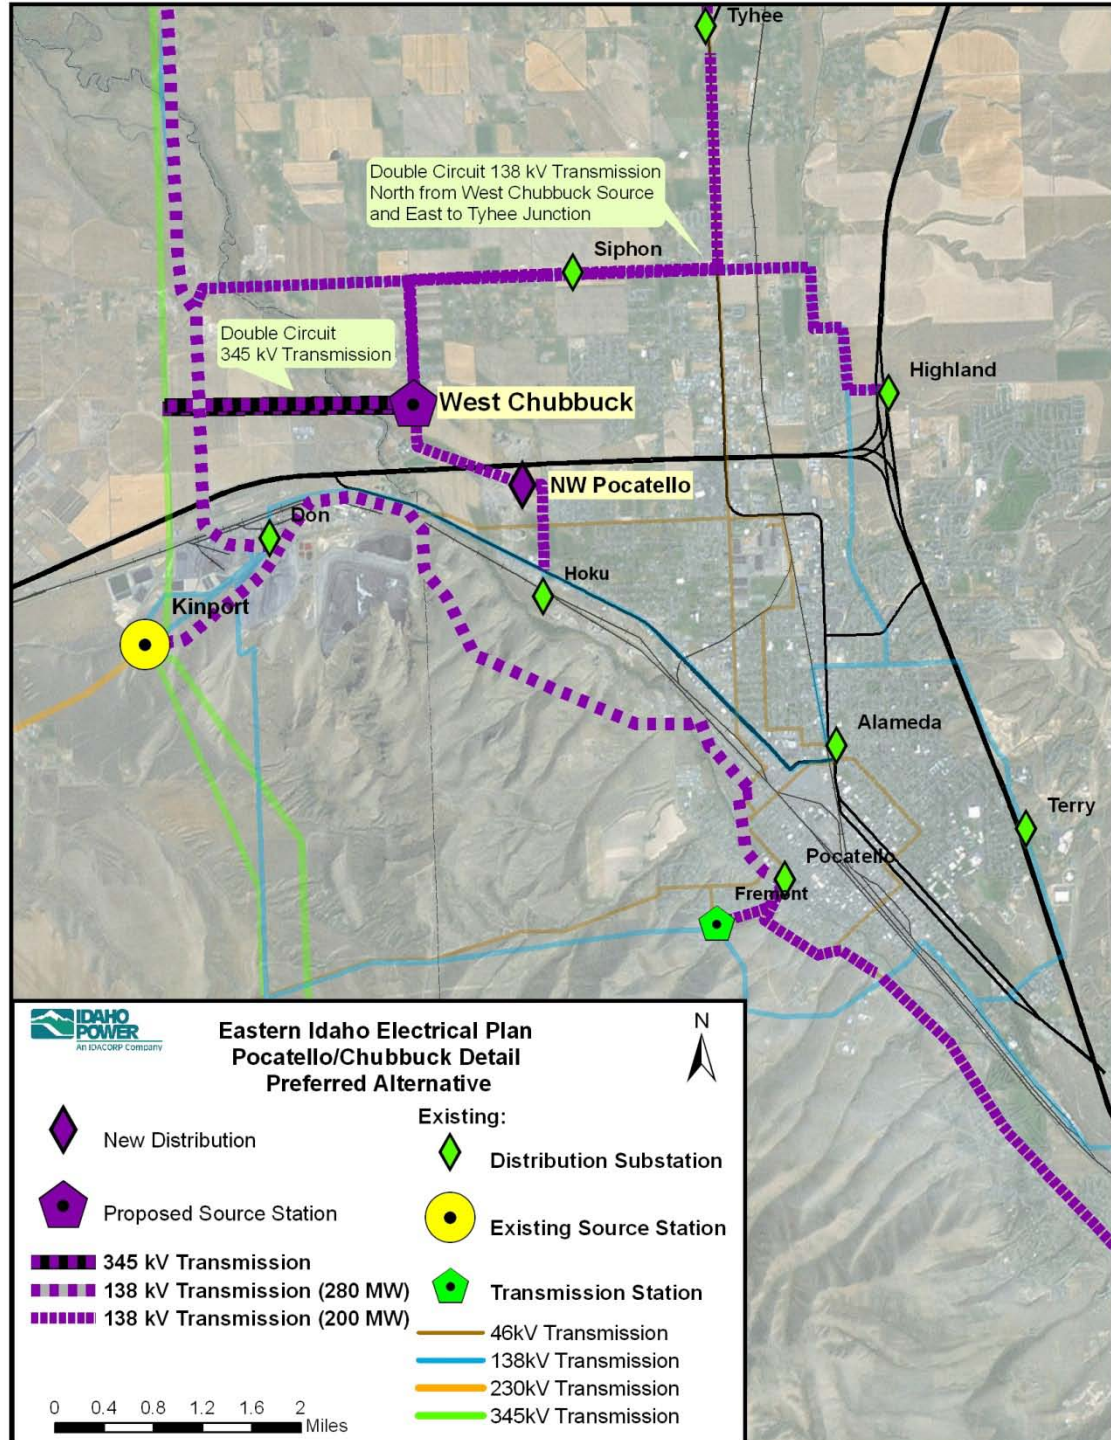 Tyhee
Double Circuit 138 kV Transmission
North from West Chubbuck Source
and East to Tyhee Junction
Siphon
Double Circuit
345 kV Transmission
Highland
West Chubbuck
NW Pocatello
Don
Hoku
Kinport
Alameda
Terry
Pocatello
Fremont
IDAHO
POWER
An IDACORP Company
Eastern Idaho Electrical Plan
Pocatello/Chubbuck Detail
Preferred Alternative
N
New Distribution
Proposed Source Station
345 kV Transmission
138 kV Transmission (280 MW)
138 kV Transmission (200 MW)
Existing:
Distribution Substation
Existing Source Station
Transmission Station
46kV Transmission
138kV Transmission
230kV Transmission
345kV Transmission
0 0.4 0.8 1.2 1.6 2
Miles